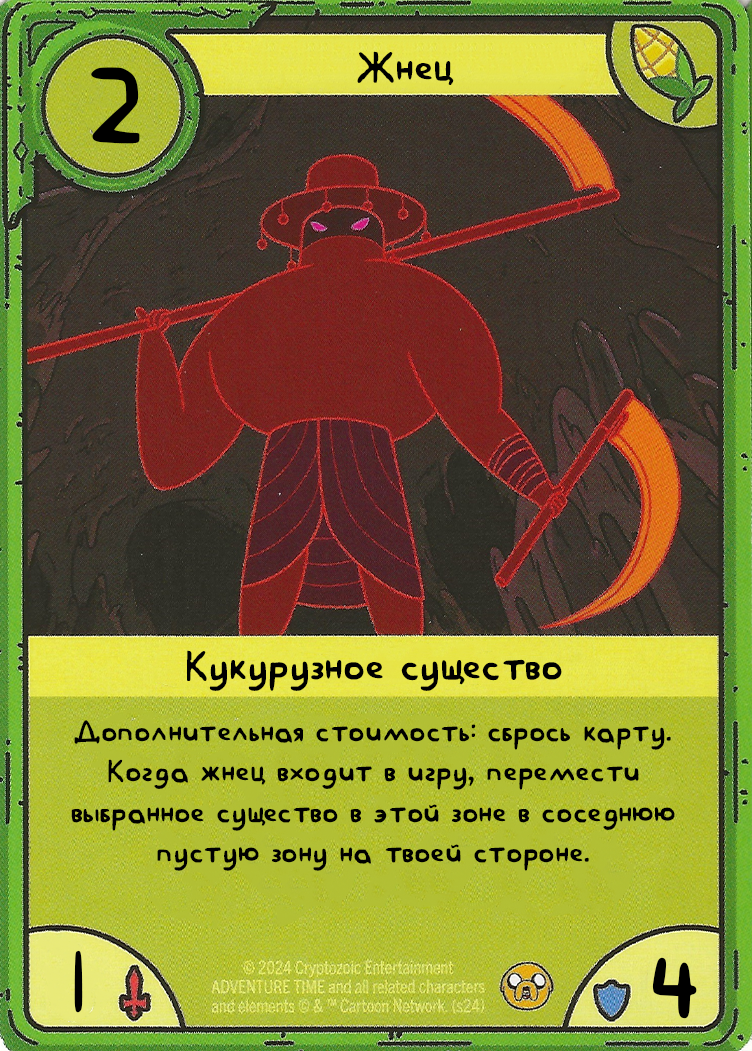 2
Жнец
Кукурузное существо
Дополнительная стоимость: сбрось карту.
Когда жнец входит в игру, перемести
выбранное существо в этой зоне в соседнюю
пустую зону на твоей стороне.
1
© 2024 Cryptozoic Entertainment
ADVENTURE TIME and all related characters
and elements © & ™ Cartoon Network. (s24)
4